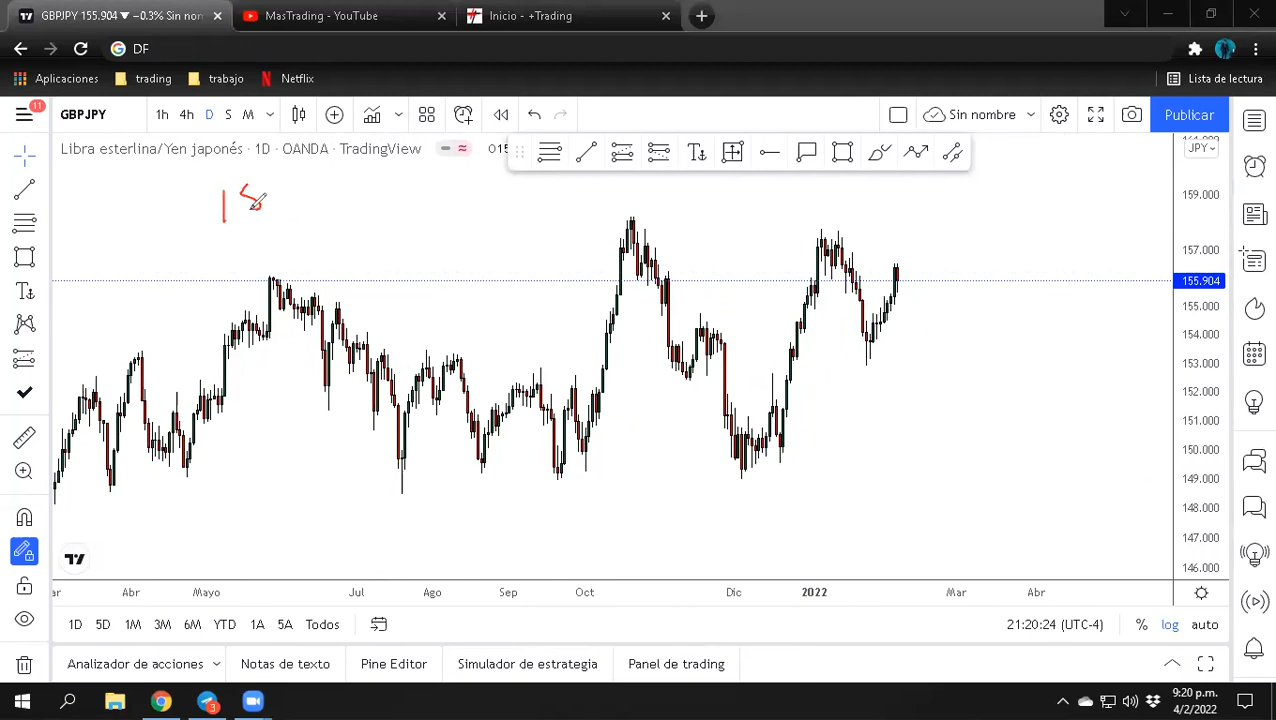 GBPJPY 155.904 ▼ −0.3% Sin nom
MasTrading - YouTube
Inicio - +Trading
DF
Aplicaciones
trading
trabajo
Netflix
Lista de lectura
11
GBPJPY
1h
4h
D
S
M
Sin nombre
Publicar
Libra esterlina/Yen japonés · 1D · OANDA · TradingView
JPY
159.000
157.000
155.904
155.000
154.000
153.000
152.000
151.000
150.000
149.000
148.000
147.000
146.000
Abr
Mayo
Jul
Ago
Sep
Oct
Dic
2022
Mar
Abr
1D
5D
1M
3M
6M
YTD
1A
5A
Todos
21:20:24 (UTC-4)
%
log
auto
Analizador de acciones
Notas de texto
Pine Editor
Simulador de estrategia
Panel de trading
3
9:20 p.m.
4/2/2022